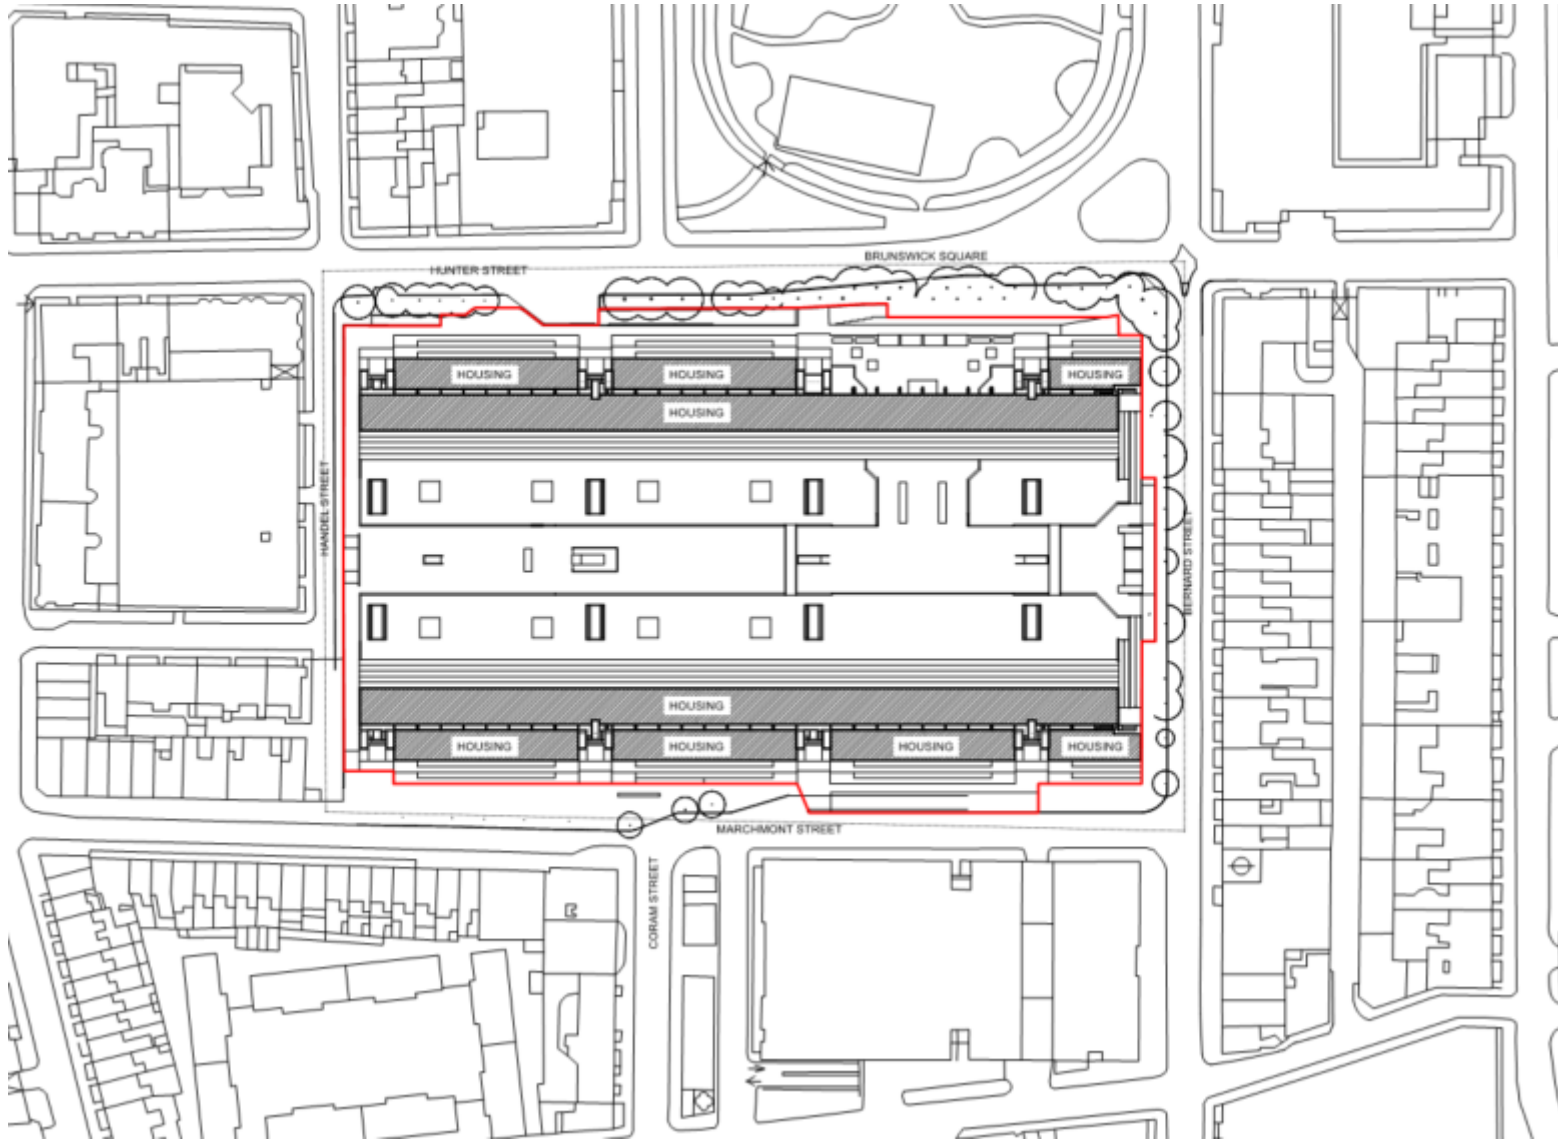 BRUNSWICK SQUARE
HUNTER STREET
HOUSING
HOUSING
HOUSING
HOUSING
HANDEL STREET
BERNARD STREET
HOUSING
HOUSING
HOUSING
HOUSING
HOUSING
MARCHMONT STREET
CORAM STREET